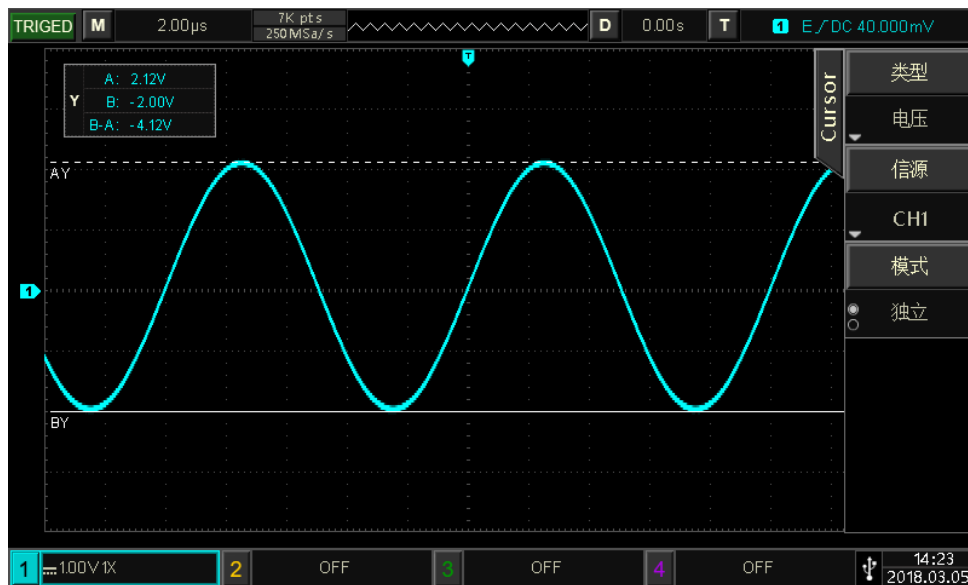 TRIGED M 2.00μs 7K pts D 0.00s T 1 E DC 40.000mV
250MSa/s
T
A: 2.12V
Y B: -2.00V
B-A: -4.12V
Cursor
类型
电压
AY
信源
CH1
模式
1
独立
BY
1 1.00V 1X 2 OFF 3 OFF 4 OFF 14:23
2018.03.05